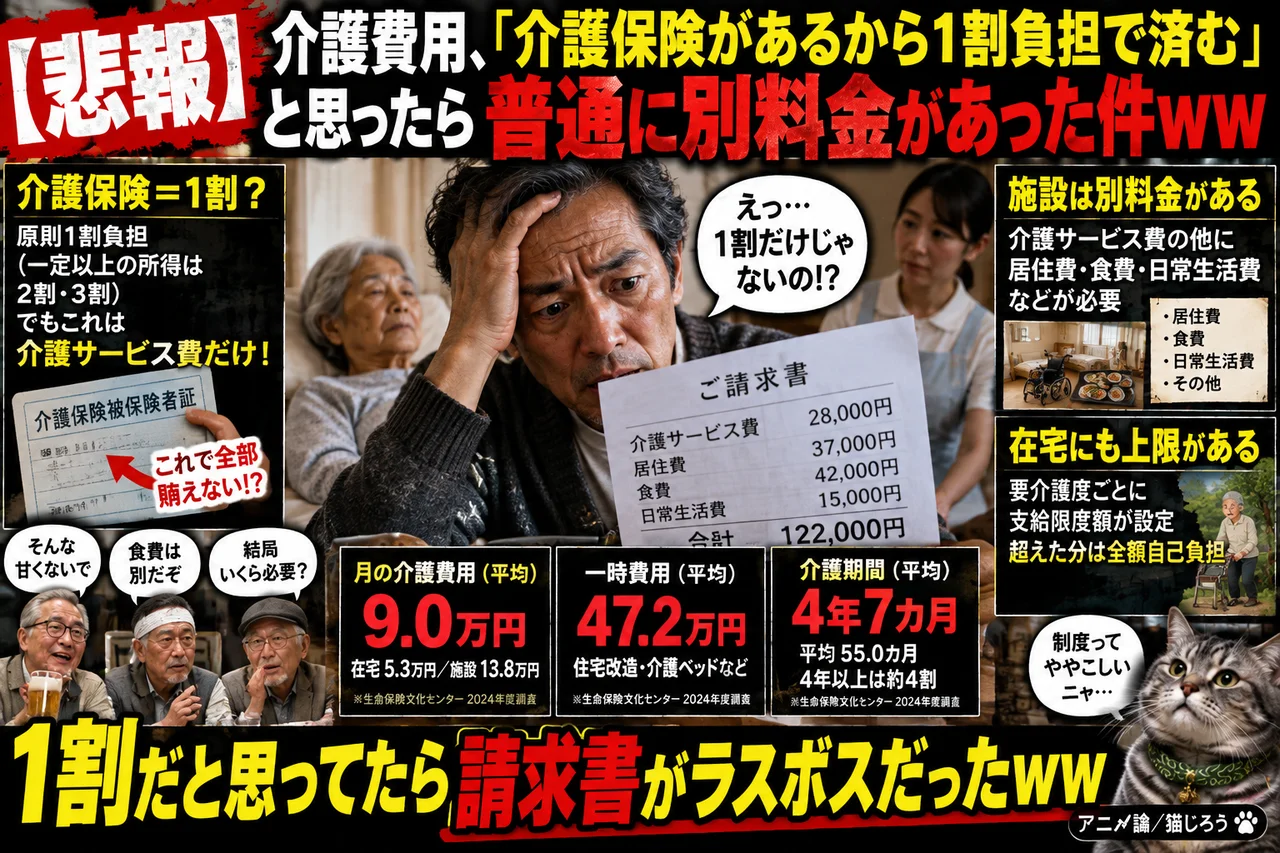 【悲報】
介護費用、「介護保険があるから1割負担で済む」
と思ったら 普通に別料金があった件ww
介護保険=1割?
原則1割負担
(一定以上の所得は
2割・3割)
でもこれは
介護サービス費だけ!
介護保険被保険者証
これで全部
賄えない!?
えっ…
1割だけじゃ
ないの!?
ご請求書
介護サービス費 28,000円
居住費 37,000円
食費 42,000円
日常生活費 15,000円
合計 122,000円
施設は別料金がある
介護サービス費の他に
居住費・食費・日常生活費
などが必要
・居住費
・食費
・日常生活費
・その他
在宅にも上限がある
要介護度ごとに
支給限度額が設定
超えた分は全額自己負担
そんな
甘くないで
食費は
別だぞ
結局
いくら必要?
月の介護費用(平均)
9.0万円
在宅 5.3万円/施設 13.8万円
※生命保険文化センター 2024年度調査
一時費用(平均)
47.2万円
住宅改造・介護ベッドなど
※生命保険文化センター 2024年度調査
介護期間(平均)
4年7カ月
平均 55.0カ月
4年以上は約4割
※生命保険文化センター 2024年度調査
制度って
ややこしい
ニャ…
1割だと思ってたら請求書がラスボスだったww
アニメ論/猫じろう